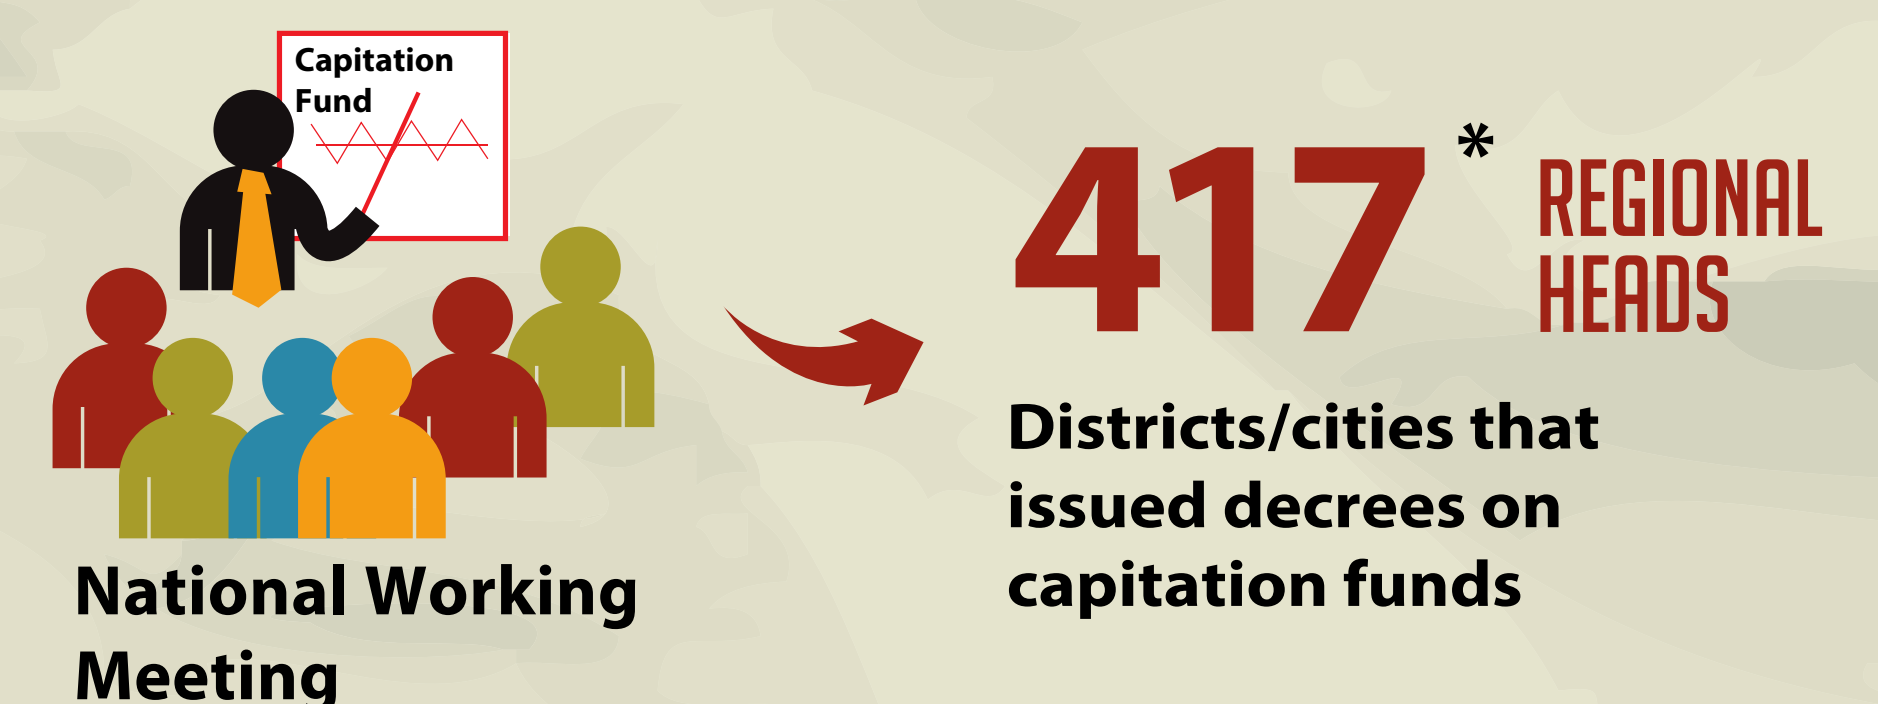 Capitation
Fund
National Working
Meeting
417*
REGIONAL
HEADS
Districts/cities that
issued decrees on
capitation funds